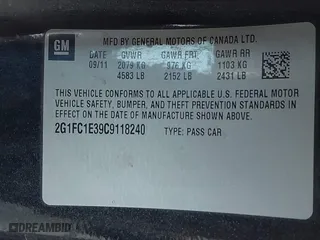 GM
MFD BY GENERAL MOTORS OF CANADA LTD.
DATE GVWR GAWR FRT GAWR RR
09/11 2079 KG 976 KG 1103 KG
4583 LB 2152 LB 2431 LB
THIS VEHICLE CONFORMS TO ALL APPLICABLE U.S. FEDERAL MOTOR
VEHICLE SAFETY, BUMPER, AND THEFT PREVENTION STANDARDS IN
EFFECT ON THE DATE OF MANUFACTURE SHOWN ABOVE.
2G1FC1E39C9118240 TYPE: PASS CAR
DREAMBID